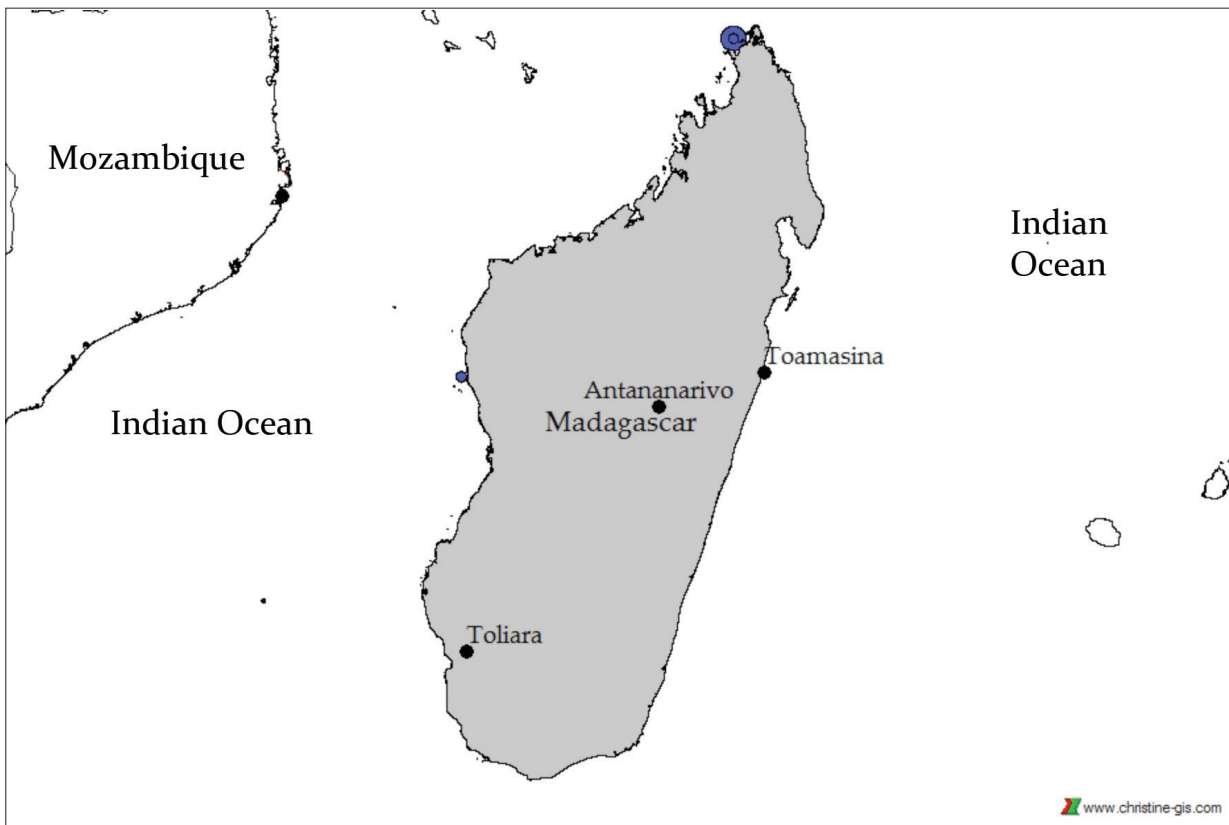 Mozambique
Indian
Ocean
Toamasina
Antananarivo
Madagascar
Indian Ocean
Toliara
www.christine-gis.com